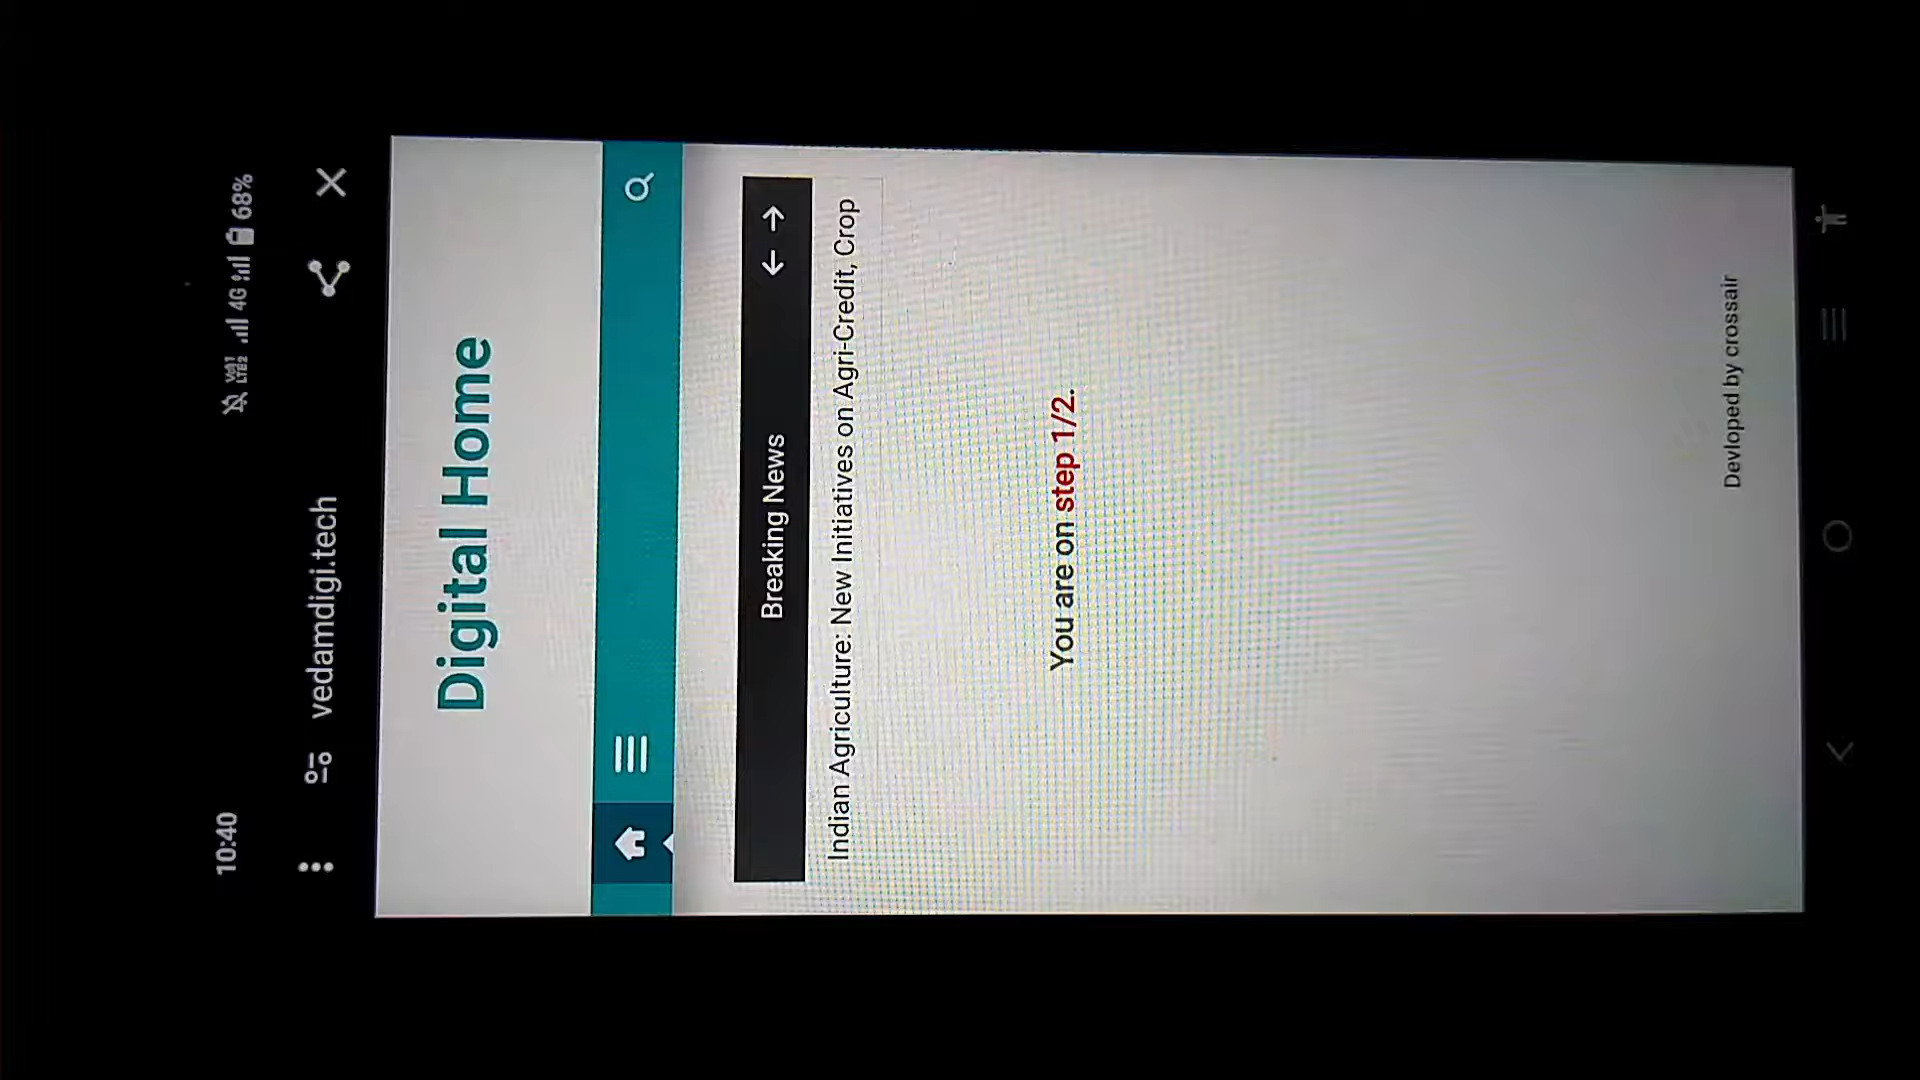 10:40
4G 68%
vedamdigi.tech
Digital Home
Breaking News
Indian Agriculture: New Initiatives on Agri-Credit, Crop
You are on step 1/2.
Devloped by crossair